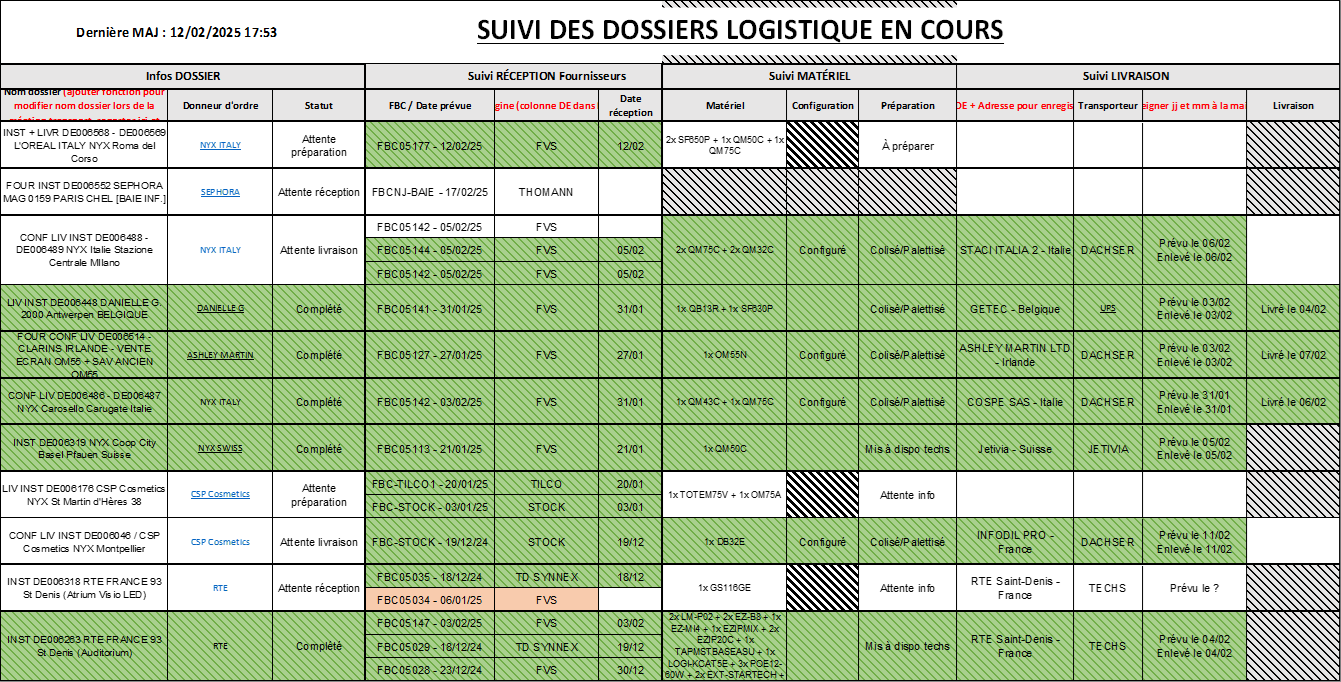 Dernière MAJ : 12/02/2025 17:53
SUIVI DES DOSSIERS LOGISTIQUE EN COURS
Infos DOSSIER
Suivi RÉCEPTION Fournisseurs
Suivi MATÉRIEL
Suivi LIVRAISON
Nom dossier (ajouter fonction pour
modifier nom dossier lors de la
Donneur d'ordre
Statut
FBC / Date prévue
gine (colonne DE dans
Date
réception
Matériel
Configuration
Préparation
DE + Adresse pour enregis
Transporteur
eigner jj et mm à la ma
Livraison
INST + LIVR DE006568 - DE006569
L'OREAL ITALY NYX Roma del
Corso
NYX ITALY
Attente
préparation
FBC05177 - 12/02/25
FVS
12/02
2x SF650P + 1x QM50C + 1x
QM75C
À préparer
FOUR INST DE006552 SEPHORA
MAG 0159 PARIS CHEL [BAIE INF.]
SEPHORA
Attente réception
FBCNJ-BAIE - 17/02/25
THOMANN
CONF LIV INST DE006488 -
DE006489 NYX Italie Stazione
Centrale MIlano
NYX ITALY
Attente livraison
FBC05142 - 05/02/25
FVS
FBC05144 - 05/02/25
FVS
05/02
FBC05142 - 05/02/25
FVS
05/02
2x QM75C + 2x QM32C
Configuré
Colisé/Palettisé
STACI ITALIA 2 - Italie
DACHSER
Prévu le 06/02
Enlevé le 06/02
LIV INST DE006448 DANIELLE G.
2000 Antwerpen BELGIQUE
DANIELLE G
Complété
FBC05141 - 31/01/25
FVS
31/01
1x QB13R + 1x SF630P
Colisé/Palettisé
GETEC - Belgique
UPS
Prévu le 03/02
Enlevé le 03/02
Livré le 04/02
FOUR CONF LIV DE006514 -
CLARINS IRLANDE - VENTE
ECRAN OM55 + SAV ANCIEN
OM55
ASHLEY MARTIN
Complété
FBC05127 - 27/01/25
FVS
27/01
1x OM55N
Configuré
Colisé/Palettisé
ASHLEY MARTIN LTD
- Irlande
DACHSER
Prévu le 03/02
Enlevé le 03/02
Livré le 07/02
CONF LIV DE006486 - DE006487
NYX Carosello Carugate Italie
NYX ITALY
Complété
FBC05142 - 03/02/25
FVS
31/01
1x QM43C + 1x QM75C
Configuré
Colisé/Palettisé
COSPE SAS - Italie
DACHSER
Prévu le 31/01
Enlevé le 31/01
Livré le 06/02
INST DE006319 NYX Coop City
Basel Pfauen Suisse
NYX SWISS
Complété
FBC05113 - 21/01/25
FVS
21/01
1x QM50C
Mis à dispo techs
Jetivia - Suisse
JETIVIA
Prévu le 05/02
Enlevé le 05/02
LIV INST DE006176 CSP Cosmetics
NYX St Martin d'Hères 38
CSP Cosmetics
Attente
préparation
FBC-TILCO1 - 20/01/25
TILCO
20/01
FBC-STOCK - 03/01/25
STOCK
03/01
1x TOTEM75V + 1x OM75A
Attente info
CONF LIV INST DE006046 / CSP
Cosmetics NYX Montpellier
CSP Cosmetics
Attente livraison
FBC-STOCK - 19/12/24
STOCK
19/12
1x DB32E
Configuré
Colisé/Palettisé
INFODIL PRO -
France
DACHSER
Prévu le 11/02
Enlevé le 11/02
INST DE006318 RTE FRANCE 93
St Denis (Atrium Visio LED)
RTE
Attente réception
FBC05035 - 18/12/24
TD SYNNEX
18/12
FBC05034 - 06/01/25
FVS
1x GS116GE
Attente info
RTE Saint-Denis -
France
TECHS
Prévu le ?
INST DE006263 RTE FRANCE 93
St Denis (Auditorium)
RTE
Complété
FBC05147 - 03/02/25
FVS
03/02
FBC05029 - 18/12/24
TD SYNNEX
19/12
FBC05028 - 23/12/24
FVS
30/12
2x LM-P02 + 2x EZ-B8 + 1x
EZ-MI4 + 1x EZIPMIX + 2x
EZIP20C + 1x
TAPMSTBASEASU + 1x
LOGI-KCAT5E + 3x POE12-
60W + 2x EXT-STARTECH +
Mis à dispo techs
RTE Saint-Denis -
France
TECHS
Prévu le 04/02
Enlevé le 04/02